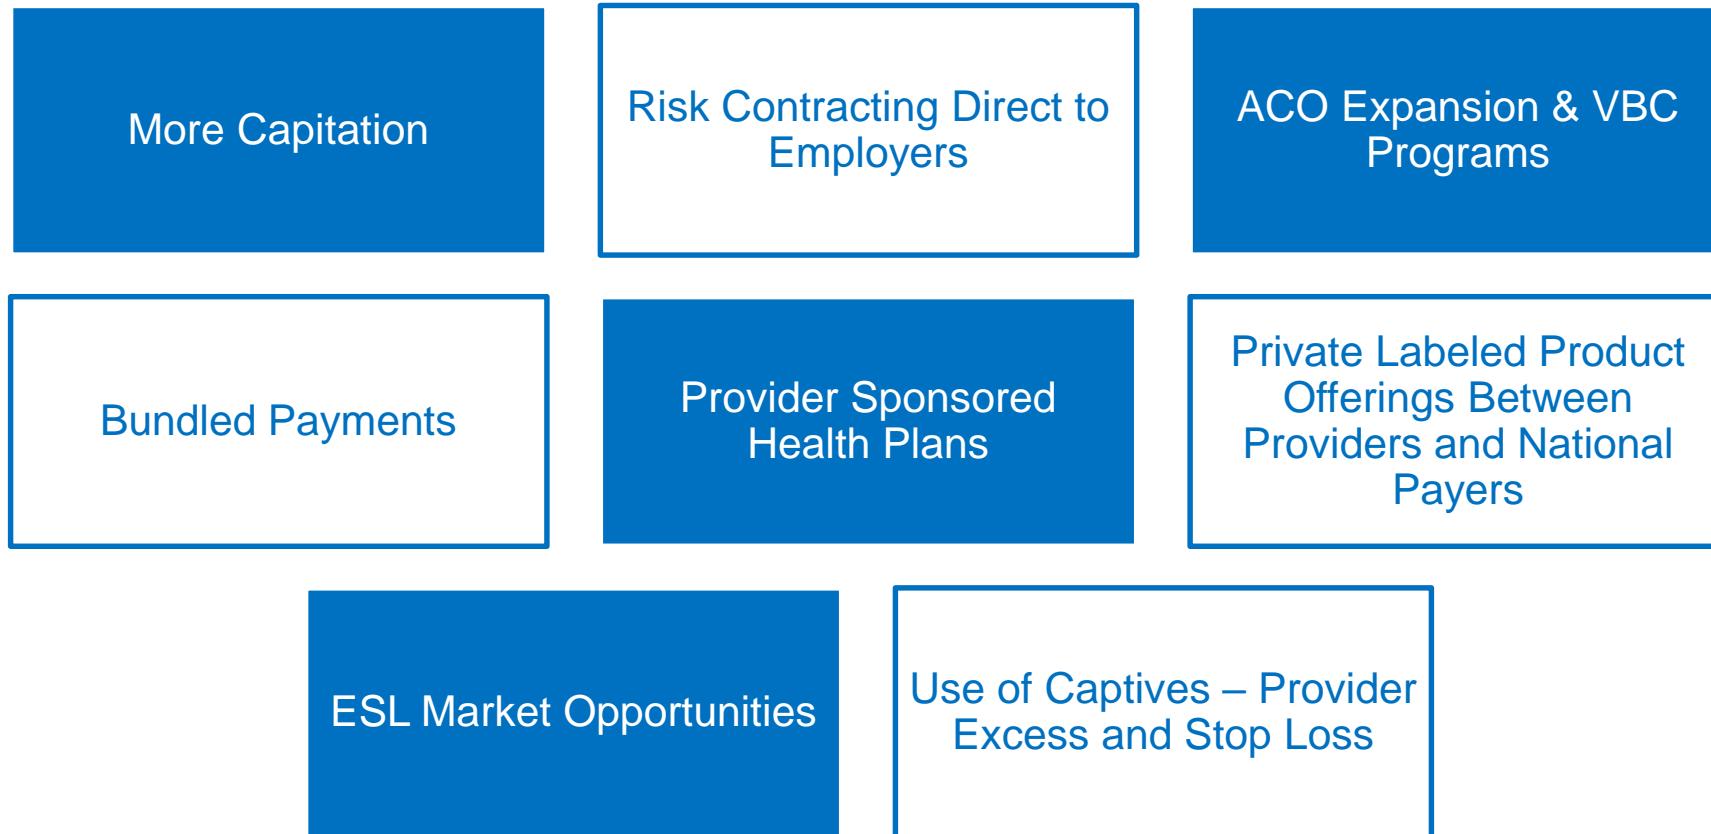 More Capitation
Risk Contracting Direct to
Employers
ACO Expansion & VBC
Programs
Bundled Payments
Provider Sponsored
Health Plans
Private Labeled Product
Offerings Between
Providers and National
Payers
ESL Market Opportunities
Use of Captives – Provider
Excess and Stop Loss